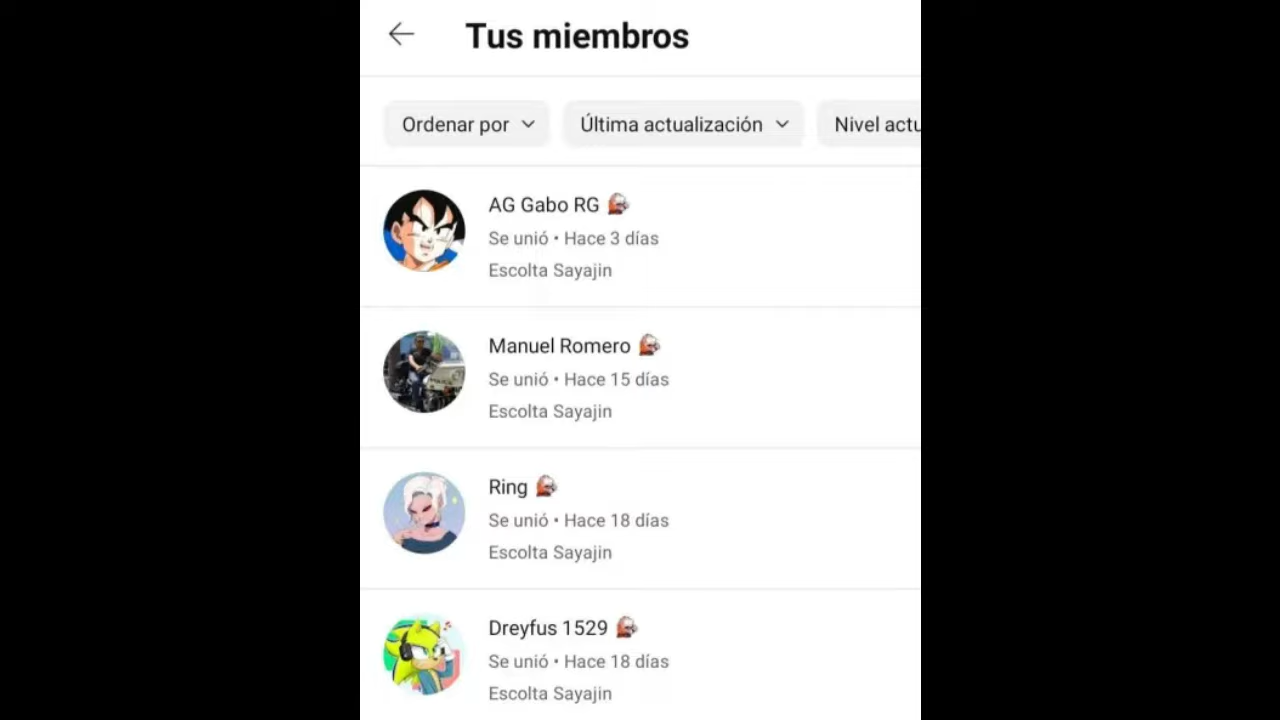 Tus miembros
Ordenar por
Última actualización
Nivel actu
AG Gabo RG
Se unió • Hace 3 días
Escolta Sayajin
Manuel Romero
Se unió • Hace 15 días
Escolta Sayajin
Ring
Se unió • Hace 18 días
Escolta Sayajin
Dreyfus 1529
Se unió • Hace 18 días
Escolta Sayajin